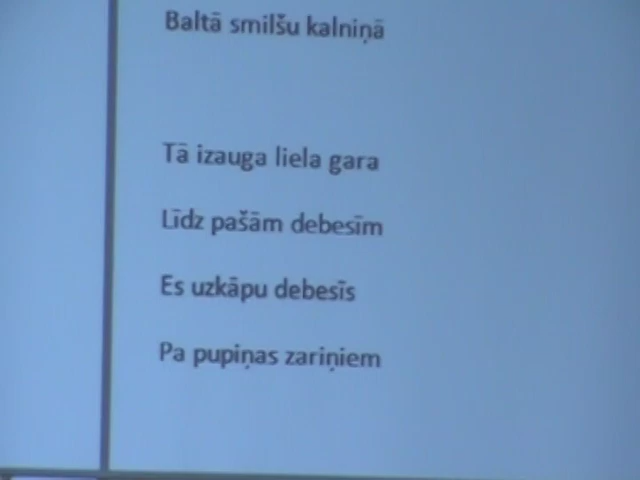 Baltā smilšu kalniņā
Tā izauga liela gara
Līdz pašām debesīm
Es uzkāpu debesīs
Pa pupiņas zariņiem